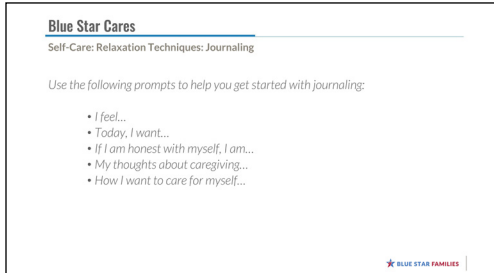 Blue Star Cares
Self-Care: Relaxation Techniques: Journaling
Use the following prompts to help you get started with journaling:
• I feel...
• Today, I want...
• If I am honest with myself, I am...
• My thoughts about caregiving...
• How I want to care for myself...
BLUE STAR FAMILIES